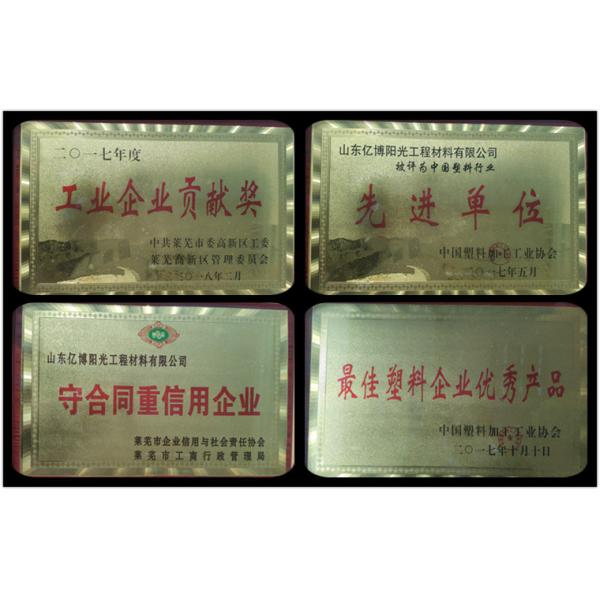 二〇一七年度
工业企业贡献奖
中共莱芜市委高新区工委
莱芜高新区管理委员会
二〇一八年二月
山东亿博阳光工程材料有限公司
被评为中国塑料行业
先进单位
中国塑料加工工业协会
二〇一七年五月
山东亿博阳光工程材料有限公司
守合同重信用企业
莱芜市企业信用与社会责任协会
莱芜市工商行政管理局
最佳塑料企业优秀产品
中国塑料加工工业协会
二〇一七年十月十日